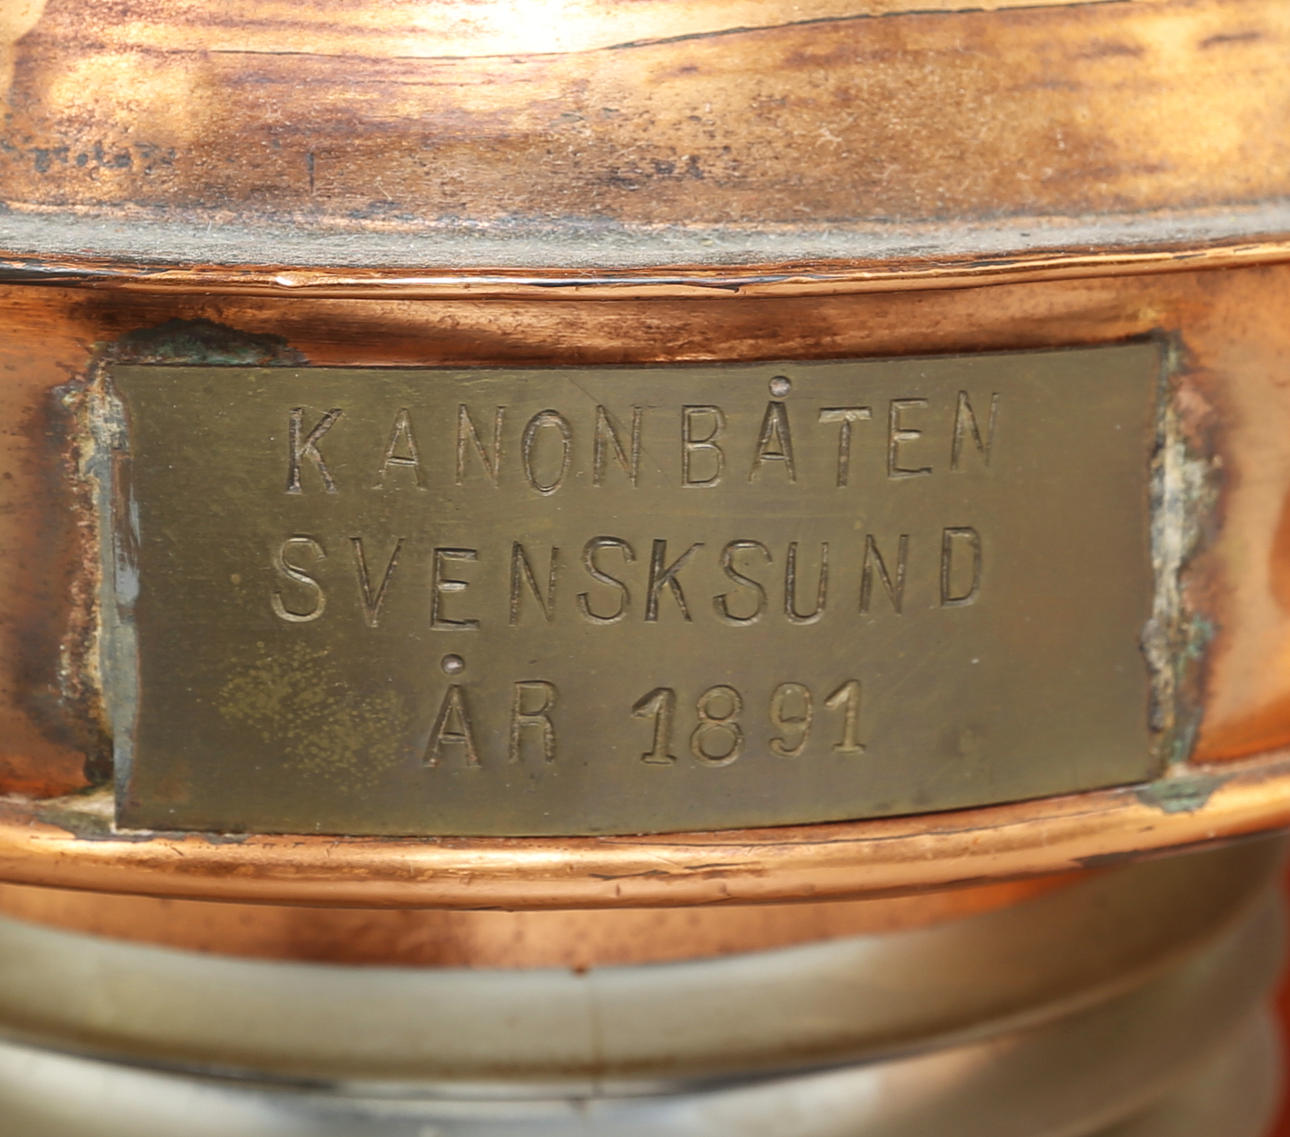 KANONBÅTEN
SVENSKSUND
ÅR 1891